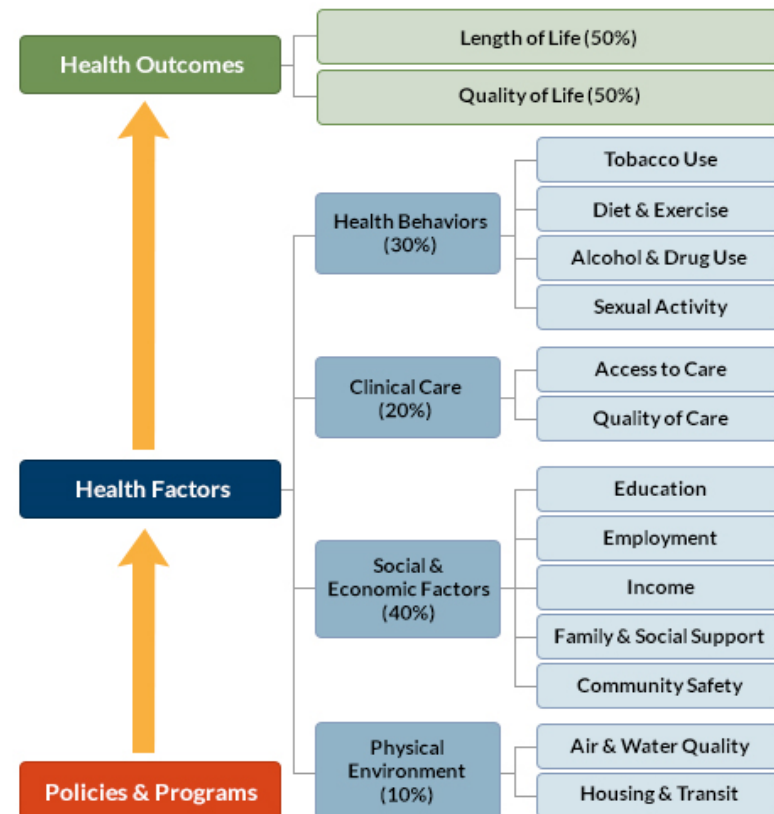 Health Outcomes
Length of Life (50%)
Quality of Life (50%)
Health Factors
Health Behaviors
(30%)
Tobacco Use
Diet & Exercise
Alcohol & Drug Use
Sexual Activity
Clinical Care
(20%)
Access to Care
Quality of Care
Social &
Economic Factors
(40%)
Education
Employment
Income
Family & Social Support
Community Safety
Physical
Environment
(10%)
Air & Water Quality
Housing & Transit
Policies & Programs